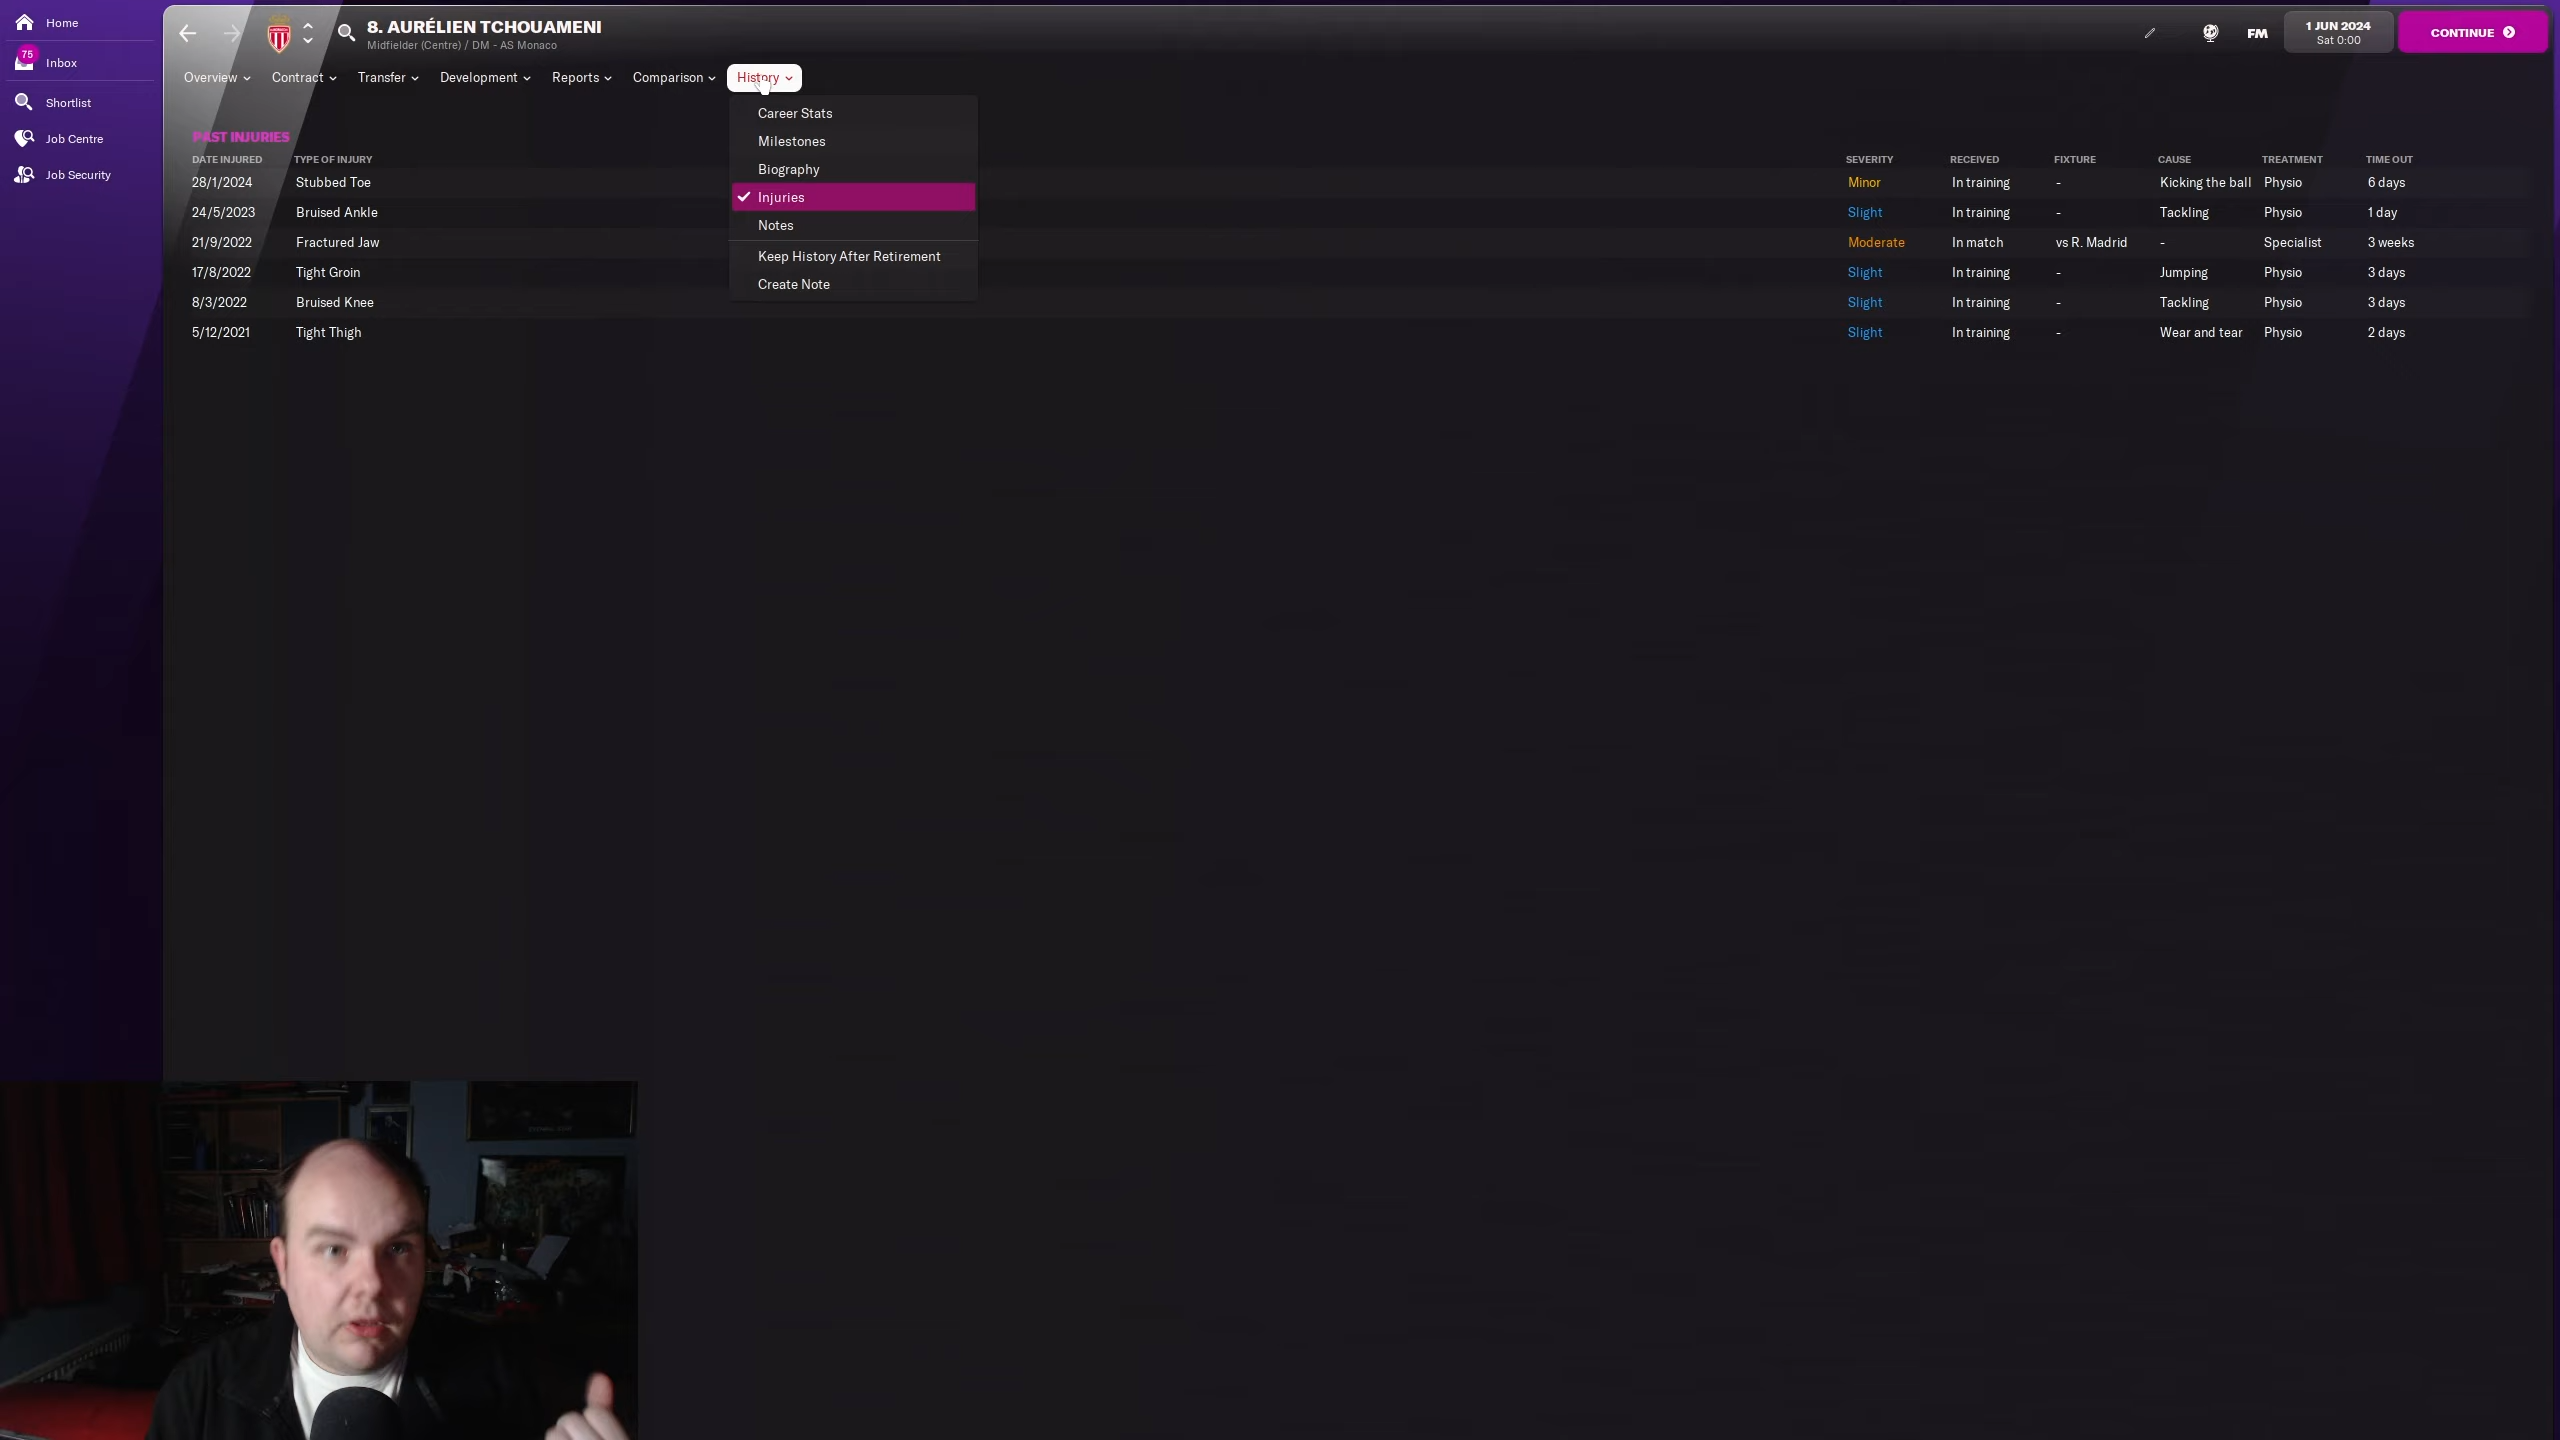 Home
75
Inbox
Shortlist
Job Centre
Job Security
8. AURÉLIEN TCHOUAMENI
Midfielder (Centre) / DM - AS Monaco
FM
1 JUN 2024
Sat 0:00
CONTINUE
Overview
Contract
Transfer
Development
Reports
Comparison
History
Career Stats
Milestones
Biography
Injuries
Notes
Keep History After Retirement
Create Note
PAST INJURIES
DATE INJURED TYPE OF INJURY SEVERITY RECEIVED FIXTURE CAUSE TREATMENT TIME OUT
28/1/2024 Stubbed Toe Minor In training - Kicking the ball Physio 6 days
24/5/2023 Bruised Ankle Slight In training - Tackling Physio 1 day
21/9/2022 Fractured Jaw Moderate In match vs R. Madrid - Specialist 3 weeks
17/8/2022 Tight Groin Slight In training - Jumping Physio 3 days
8/3/2022 Bruised Knee Slight In training - Tackling Physio 3 days
5/12/2021 Tight Thigh Slight In training - Wear and tear Physio 2 days